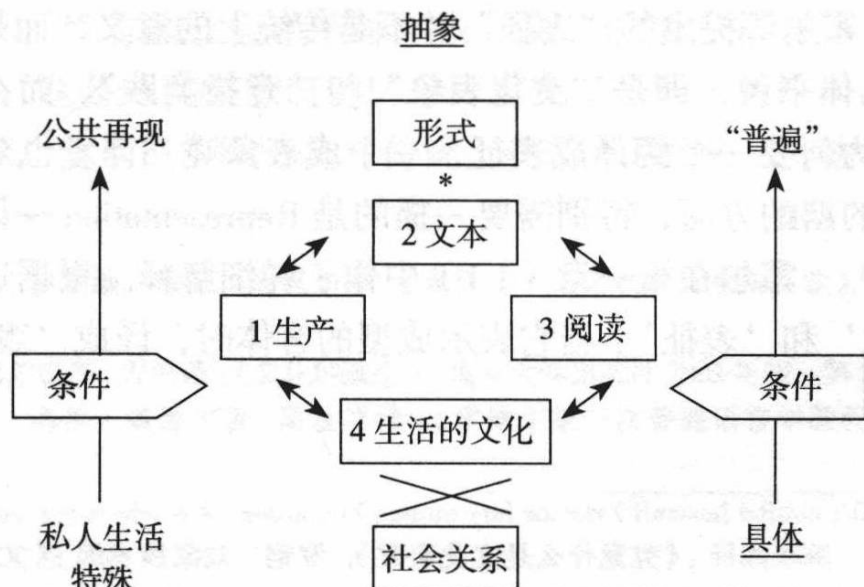 抽象
公共再现
形式
“普遍”
*
2 文本
1 生产
3 阅读
条件
条件
4 生活的文化
私人生活
特殊
社会关系
具体